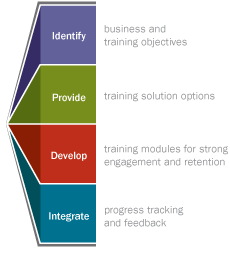 Identify
business and
training objectives
Provide
training solution options
Develop
training modules for strong
engagement and retention
Integrate
progress tracking
and feedback